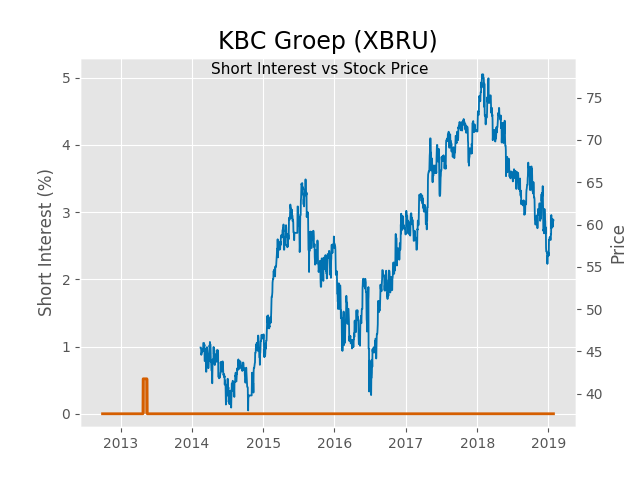 KBC Groep (XBRU)
Short Interest vs Stock Price
Short Interest (%)
5
4
3
2
1
0
75
70
65
60
55
50
45
40
Price
2013 2014 2015 2016 2017 2018 2019